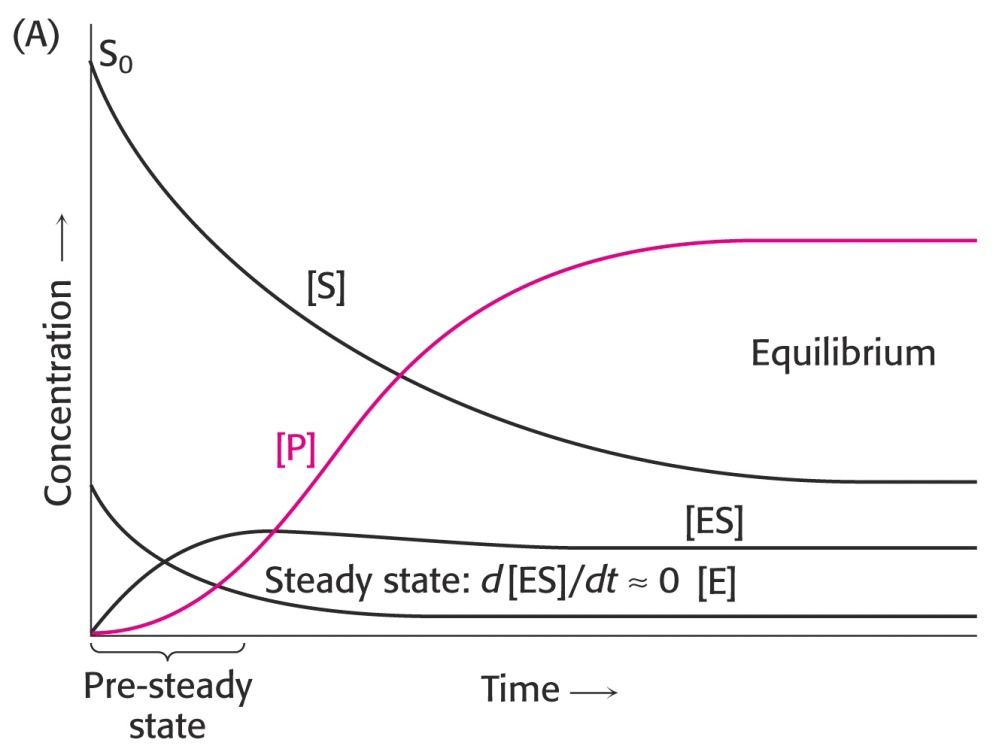 (A)
S₀
[S]
Concentration →
Equilibrium
[P]
[ES]
Steady state: d[ES]/dt ≈ 0 [E]
Pre-steady
state
Time →